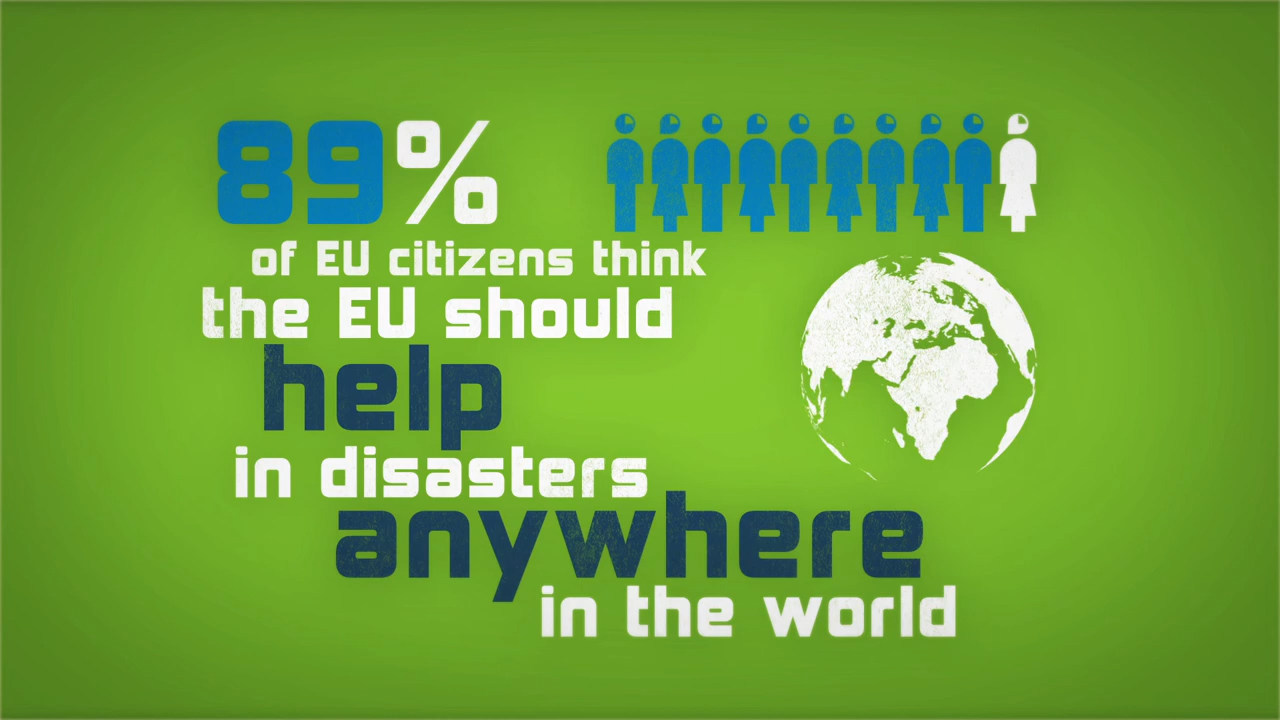 89%
of EU citizens think
the EU should
help
in disasters
anywhere
in the world